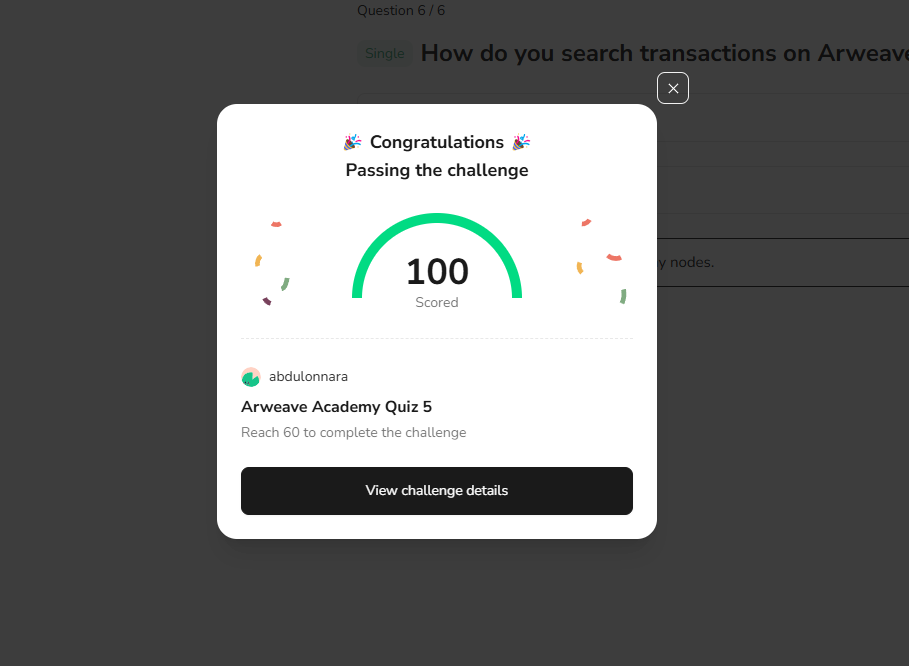 Question 6 / 6
Single How do you search transactions on Arweave
🎉 Congratulations 🎉
Passing the challenge
y nodes.
100
Scored
abdulonnara
Arweave Academy Quiz 5
Reach 60 to complete the challenge
View challenge details